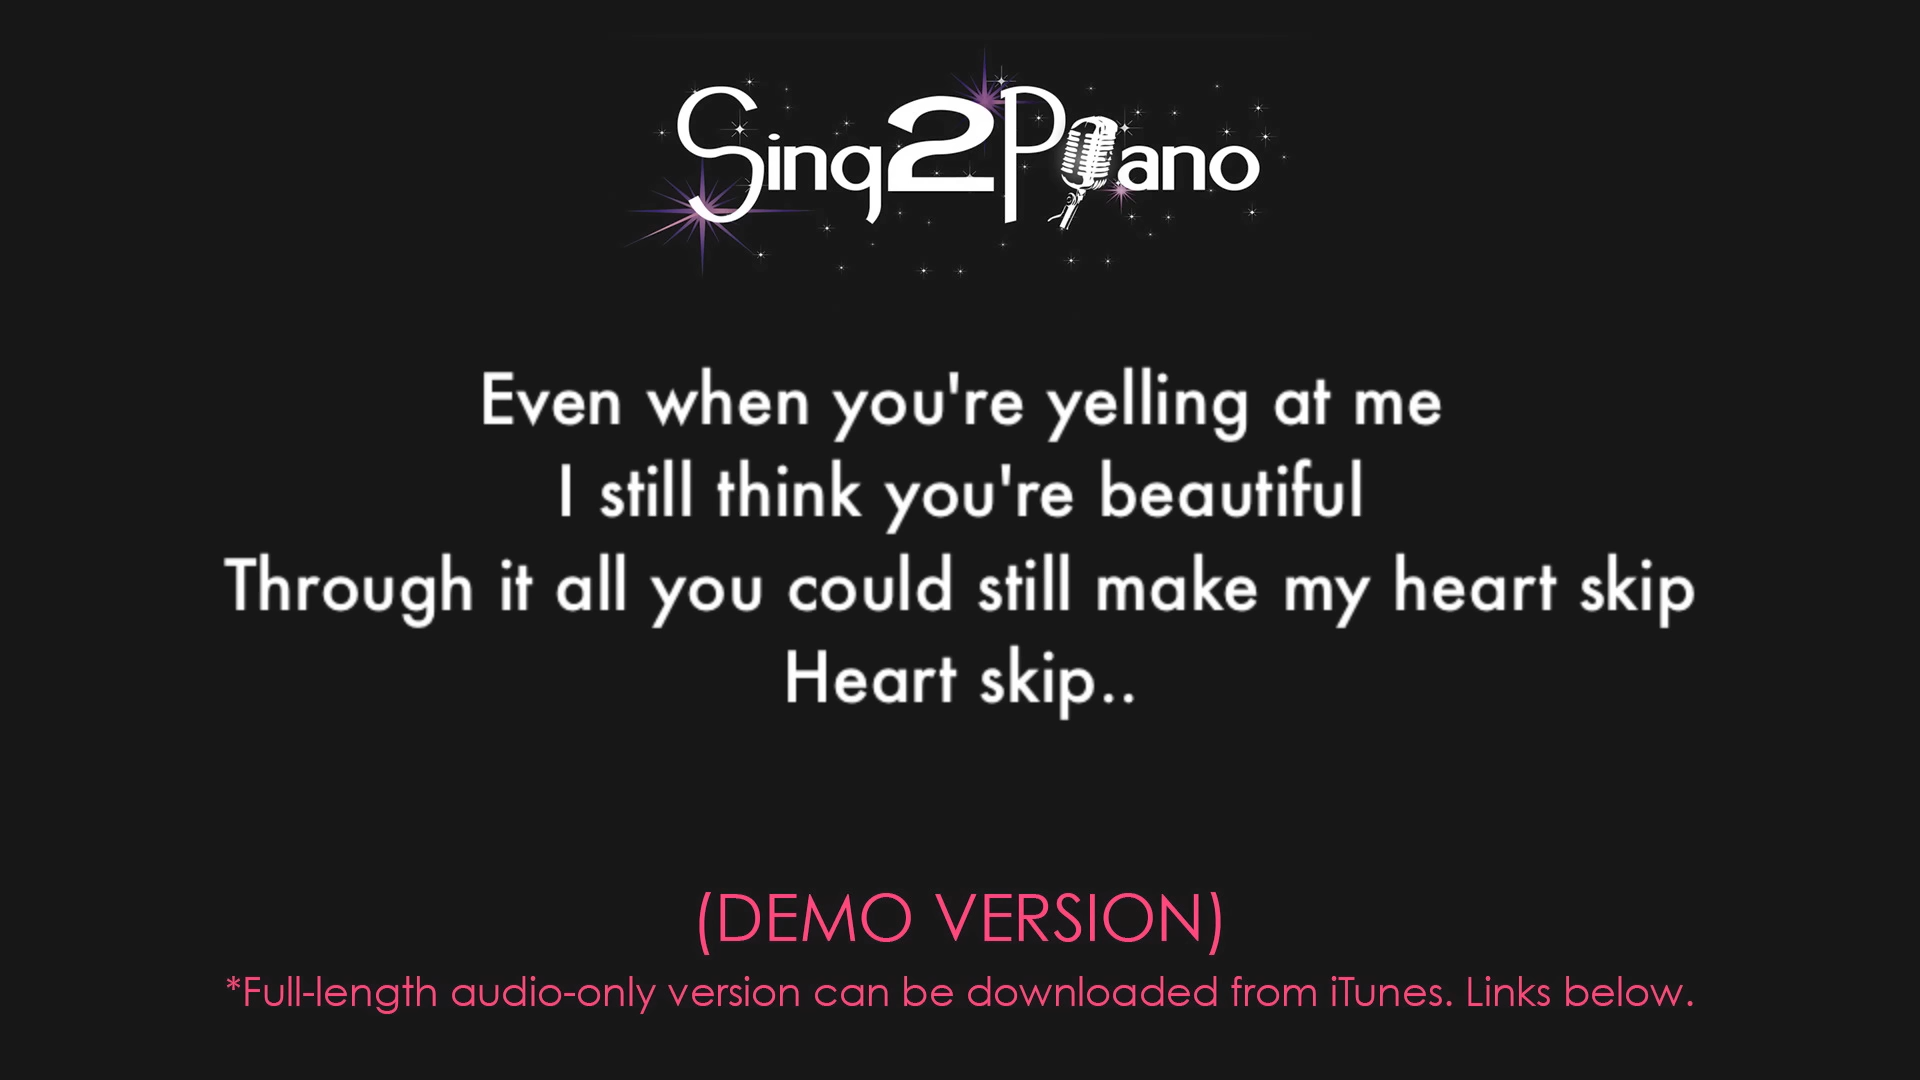 Sing2Piano
Even when you're yelling at me
I still think you're beautiful
Through it all you could still make my heart skip
Heart skip..
(DEMO VERSION)
*Full-length audio-only version can be downloaded from iTunes. Links below.